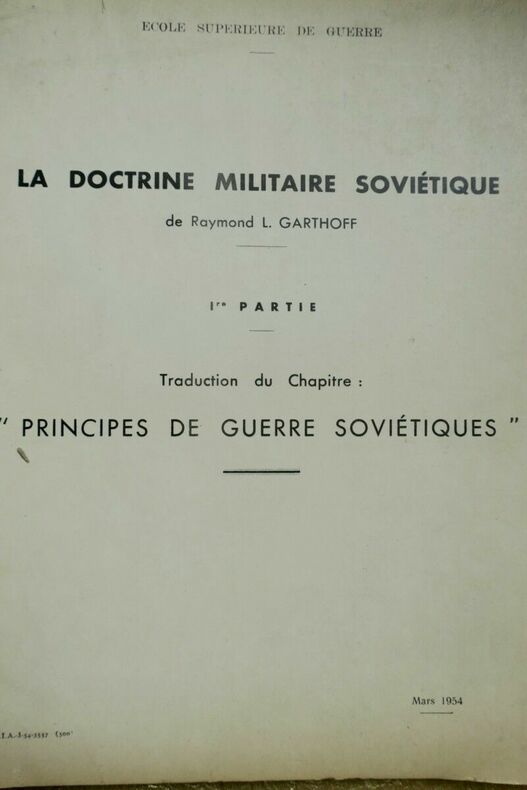 ECOLE SUPERIEURE DE GUERRE
LA DOCTRINE MILITAIRE SOVIÉTIQUE
de Raymond L. GARTHOFF
Iʳᵉ PARTIE
Traduction du Chapitre :
" PRINCIPES DE GUERRE SOVIÉTIQUES "
Mars 1954